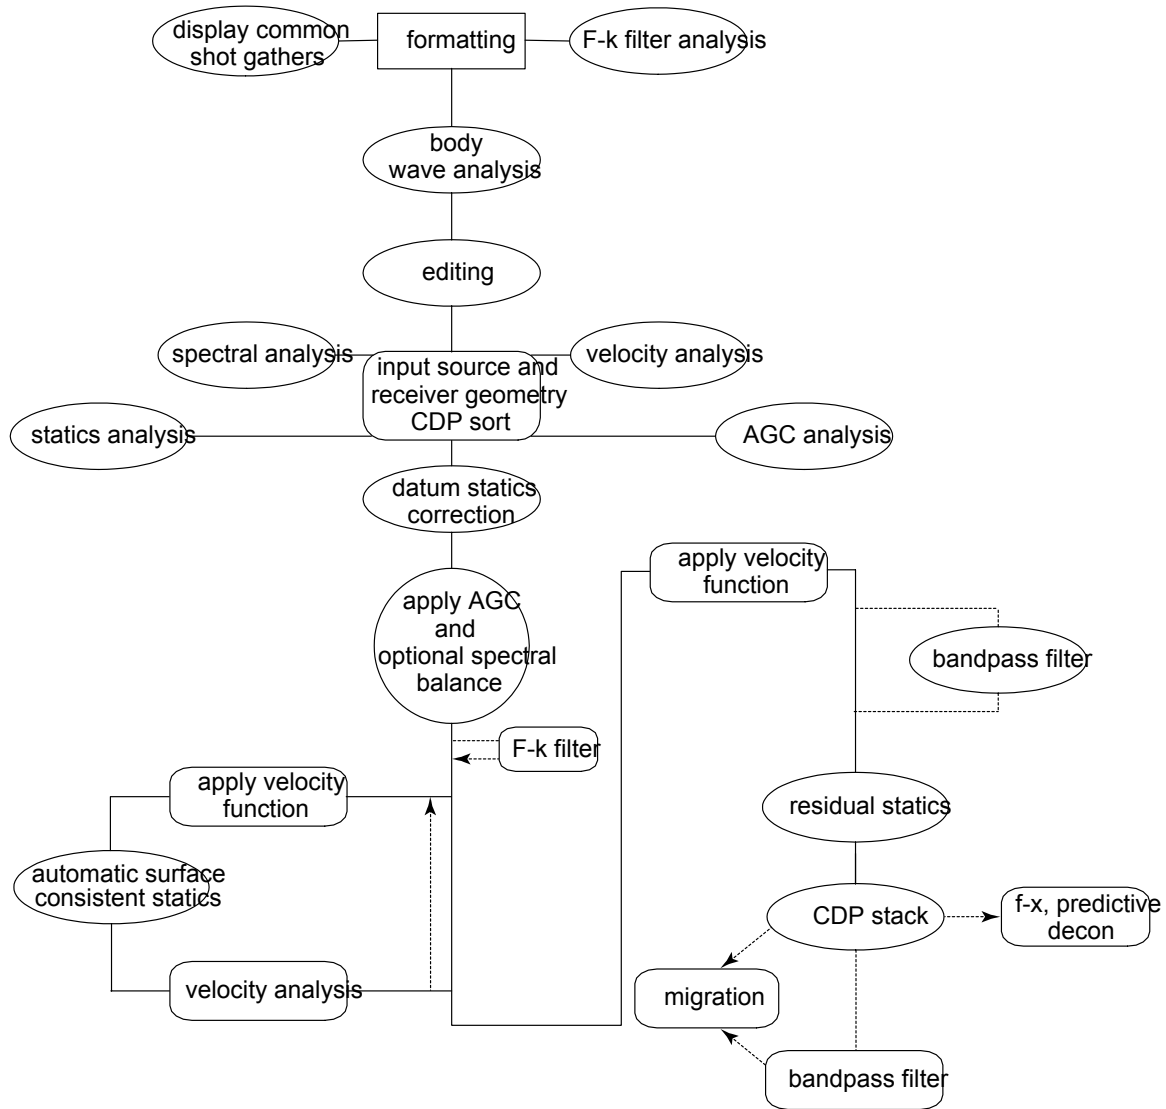 display common
shot gathers
formatting
F-k filter analysis
body
wave analysis
editing
spectral analysis
velocity analysis
input source and
receiver geometry
CDP sort
statics analysis
AGC analysis
datum statics
correction
apply AGC
and
optional spectral
balance
F-k filter
apply velocity
function
automatic surface
consistent statics
velocity analysis
apply velocity
function
bandpass filter
residual statics
CDP stack
f-x, predictive
decon
migration
bandpass filter